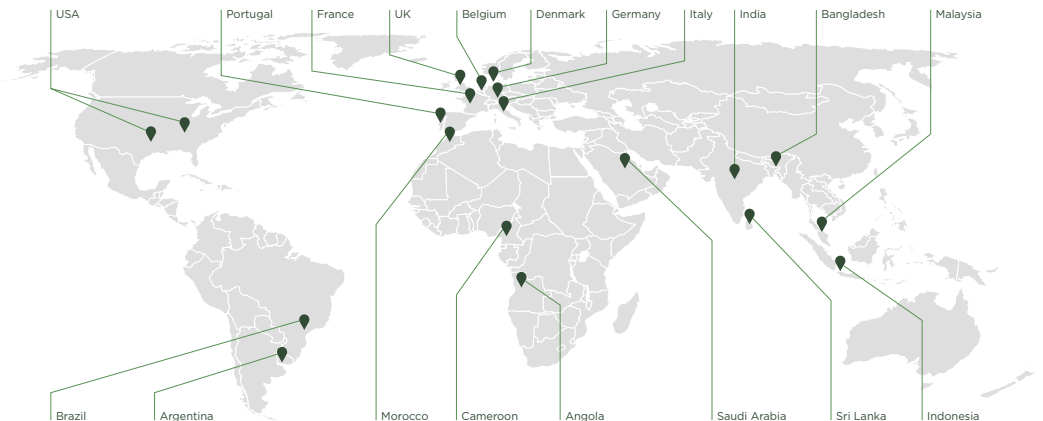 USA
Portugal
France
UK
Belgium
Denmark
Germany
Italy
India
Bangladesh
Malaysia
Brazil
Argentina
Morocco
Cameroon
Angola
Saudi Arabia
Sri Lanka
Indonesia